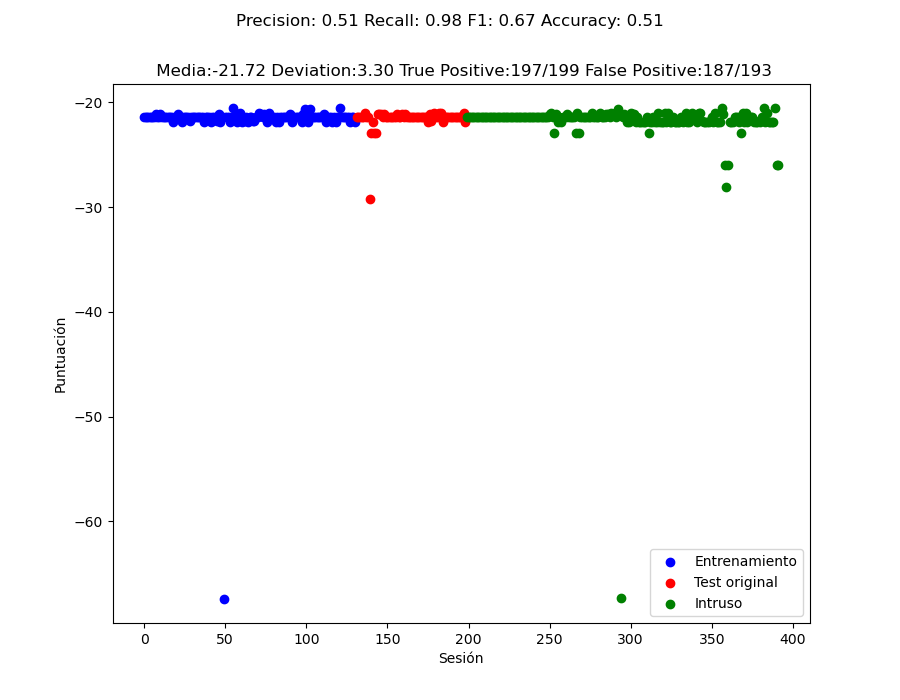 Precision: 0.51 Recall: 0.98 F1: 0.67 Accuracy: 0.51
Media:-21.72 Deviation:3.30 True Positive:197/199 False Positive:187/193
−20
−30
−40
−50
−60
Puntuación
0 50 100 150 200 250 300 350 400
Sesión
Entrenamiento
Test original
Intruso